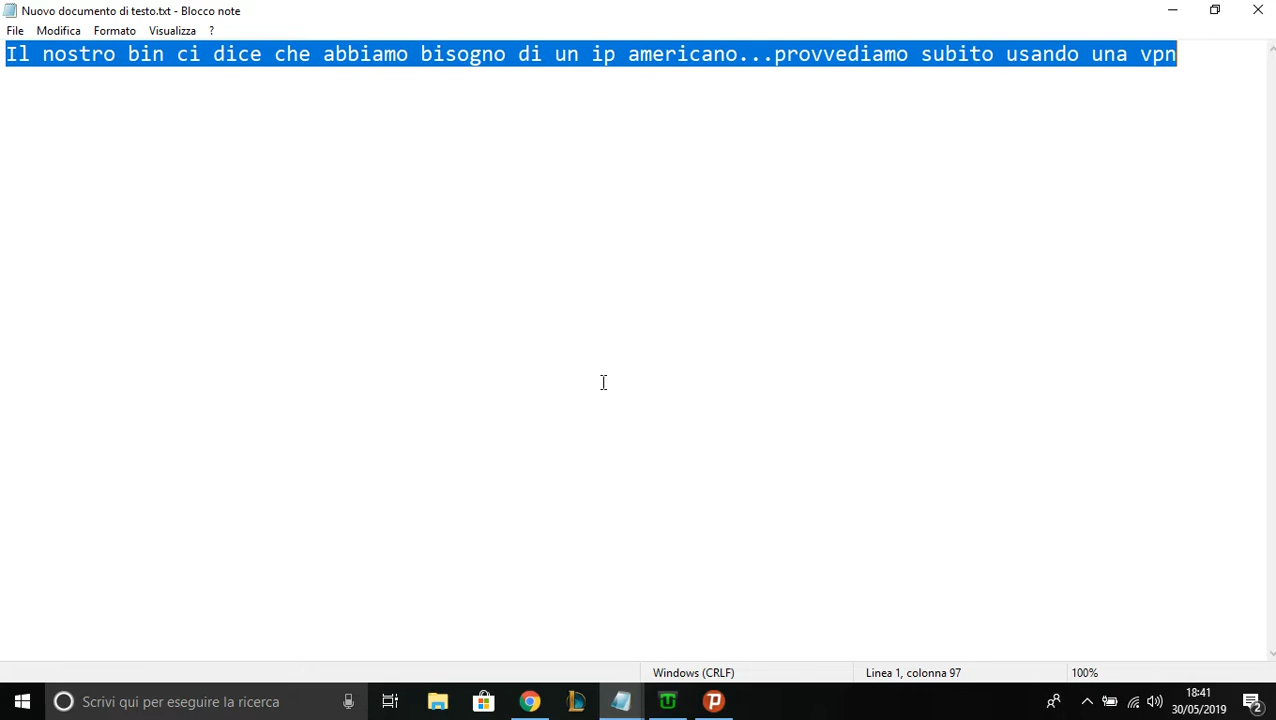 Nuovo documento di testo.txt - Blocco note
File Modifica Formato Visualizza ?
Il nostro bin ci dice che abbiamo bisogno di un ip americano...provvediamo subito usando una vpn
Windows (CRLF) Linea 1, colonna 97 100%
Scrivi qui per eseguire la ricerca
18:41
30/05/2019
2